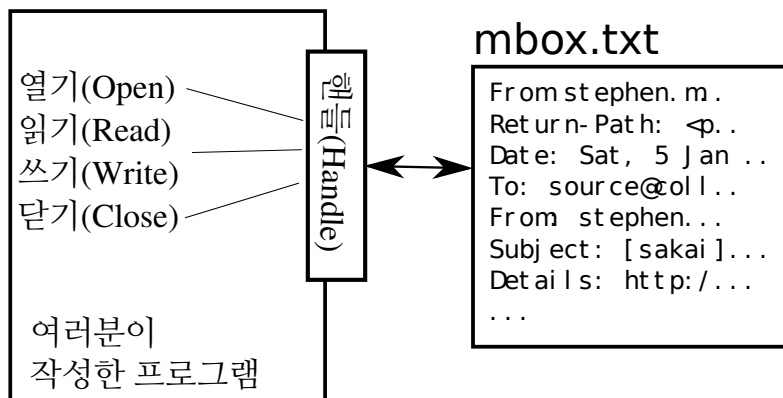 열기(Open)
읽기(Read)
쓰기(Write)
닫기(Close)
여러분이
작성한 프로그램
핸들(Handle)
mbox.txt
From stephen.m..
Return-Path: <p..
Date: Sat, 5 Jan ..
To: source@coll..
From: stephen...
Subject: [sakai]...
Details: http:/...
...